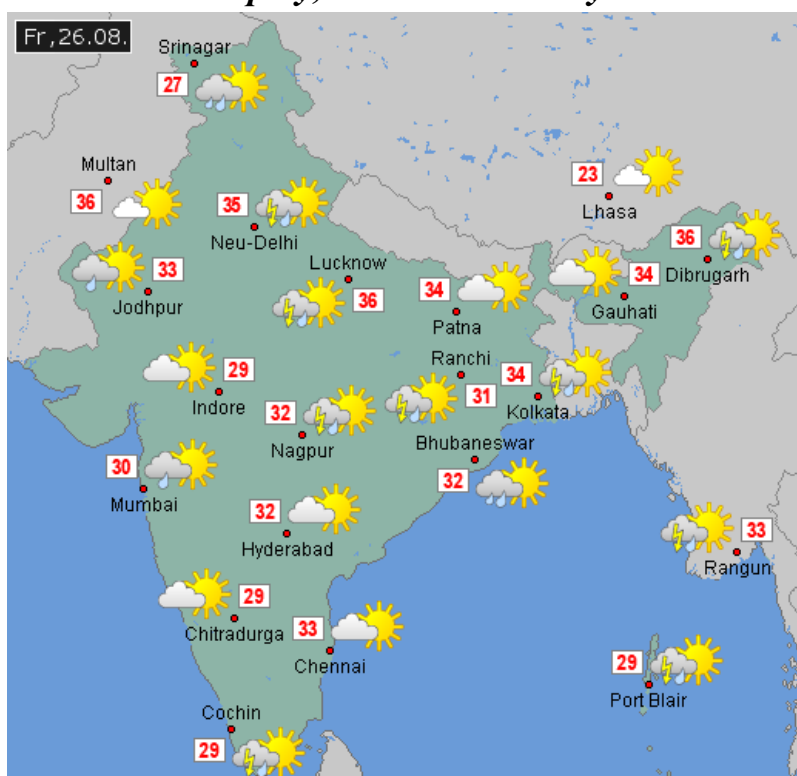 Fr,26.08.
Srinagar
27
Multan
36
23
Lhasa
35
Neu-Delhi
36
Dibrugarh
33
Jodhpur
Lucknow
36
34
Patna
34
Gauhati
29
Indore
Ranchi
31
34
Kolkata
32
Nagpur
Bhubaneswar
32
30
Mumbai
32
Hyderabad
33
Rangun
29
Chitradurga
33
Chennai
29
Port Blair
Cochin
29